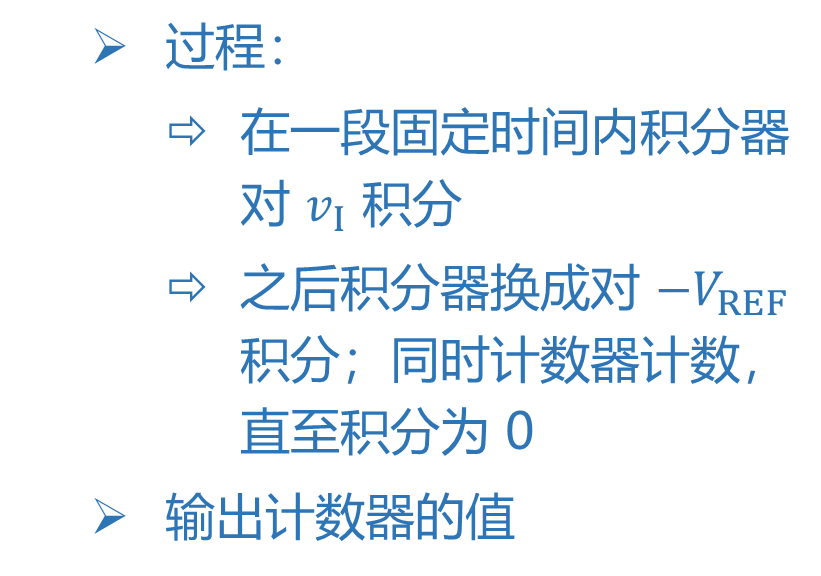 ➢ 过程：
⇨ 在一段固定时间内积分器
对 𝑣I 积分
⇨ 之后积分器换成对 −𝑉REF
积分；同时计数器计数，
直至积分为 0
➢ 输出计数器的值